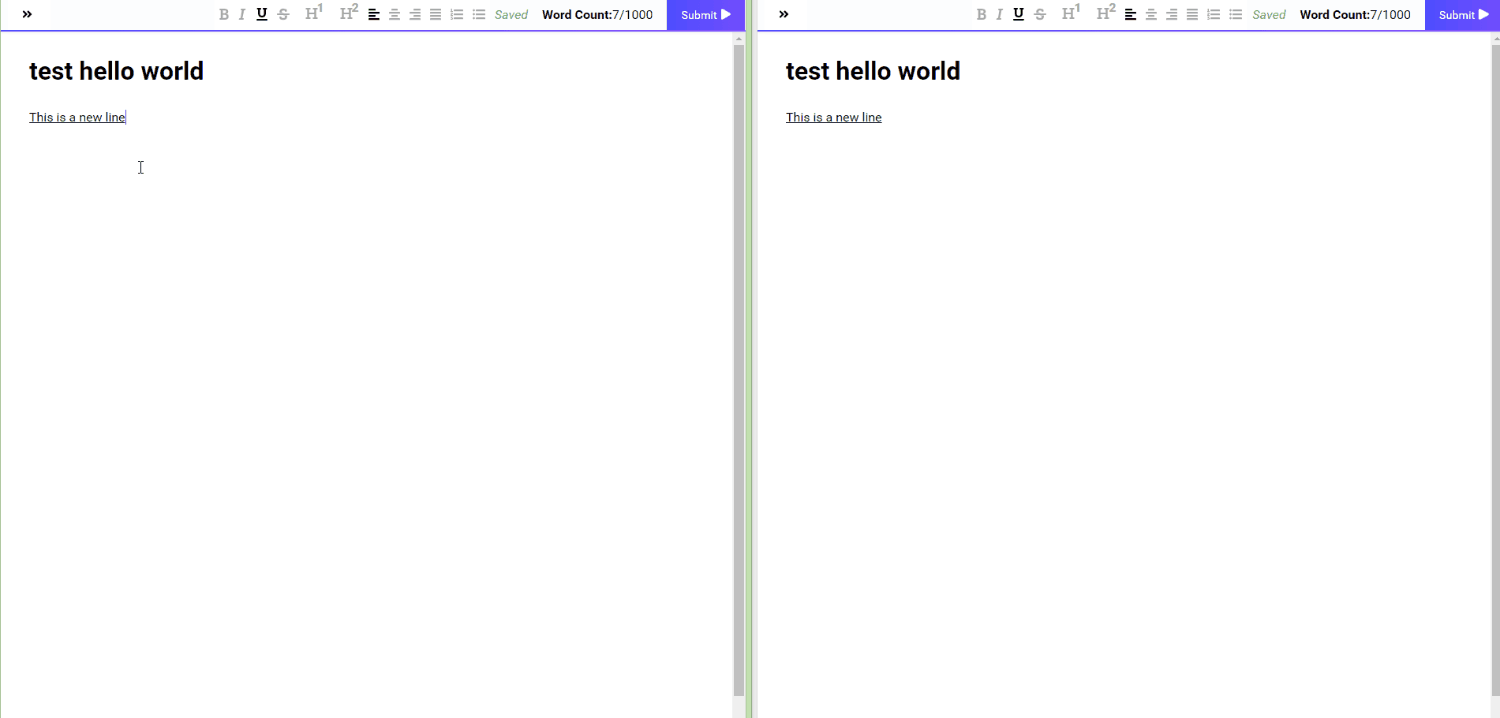 » B I U S H1 H2 Saved Word Count:7/1000 Submit
test hello world
This is a new line
» B I U S H1 H2 Saved Word Count:7/1000 Submit
test hello world
This is a new line